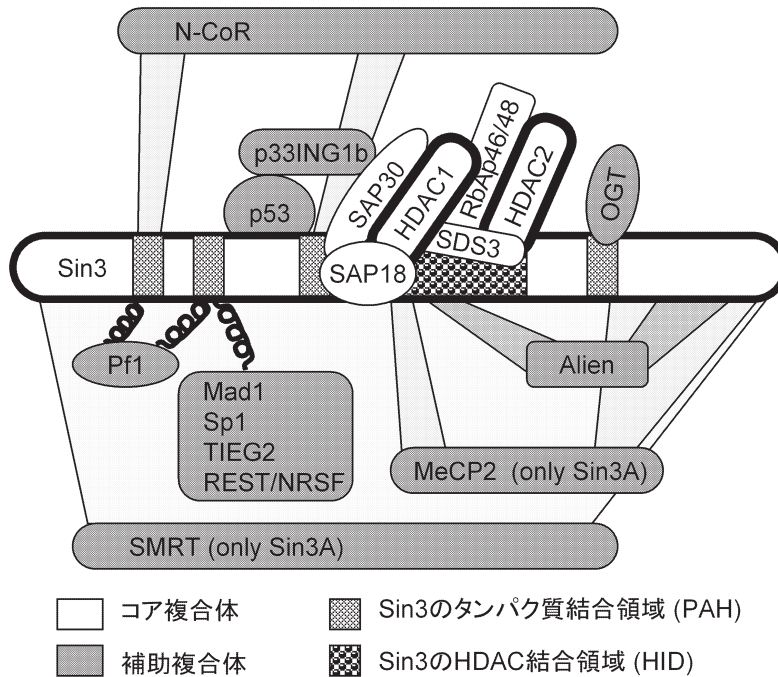 N-CoR
p33ING1b
p53
SAP30
HDAC1
RbAp46/48
HDAC2
OGT
Sin3
SAP18
SDS3
Pf1
Alien
Mad1
Sp1
TIEG2
REST/NRSF
MeCP2 (only Sin3A)
SMRT (only Sin3A)
コア複合体
Sin3のタンパク質結合領域 (PAH)
補助複合体
Sin3のHDAC結合領域 (HID)